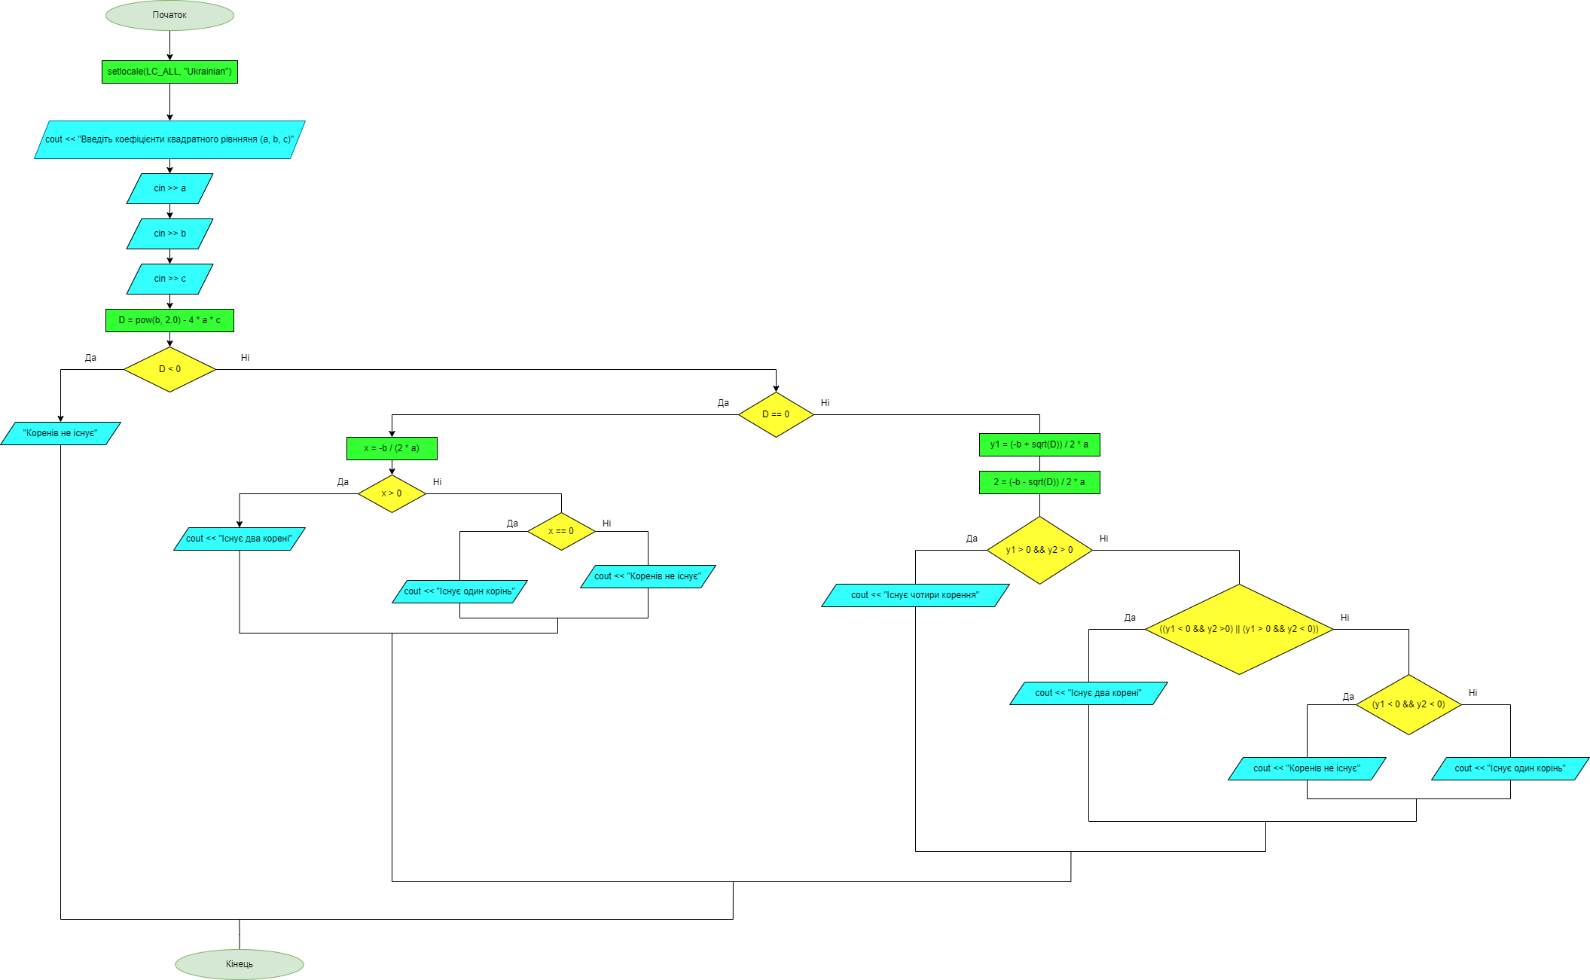 Початок
setlocale(LC_ALL, "Ukrainian")
cout << "Введіть коефіцієнти квадратного рівнняня (a, b, c)"
cin >> a
cin >> b
cin >> c
D = pow(b, 2.0) - 4 * a * c
Да
D < 0
Ні
"Коренів не існує"
Да
D == 0
Ні
x = -b / (2 * a)
Да
x > 0
Ні
cout << "Існує два корені"
Да
x == 0
Ні
cout << "Існує один корінь"
cout << "Коренів не існує"
y1 = (-b + sqrt(D)) / 2 * a
2 = (-b - sqrt(D)) / 2 * a
Да
y1 > 0 && y2 > 0
Ні
cout << "Існує чотири корення"
Да
((y1 < 0 && y2 >0) || (y1 > 0 && y2 < 0))
Ні
cout << "Існує два корені"
Да
(y1 < 0 && y2 < 0)
Ні
cout << "Коренів не існує"
cout << "Існує один корінь"
Кінець